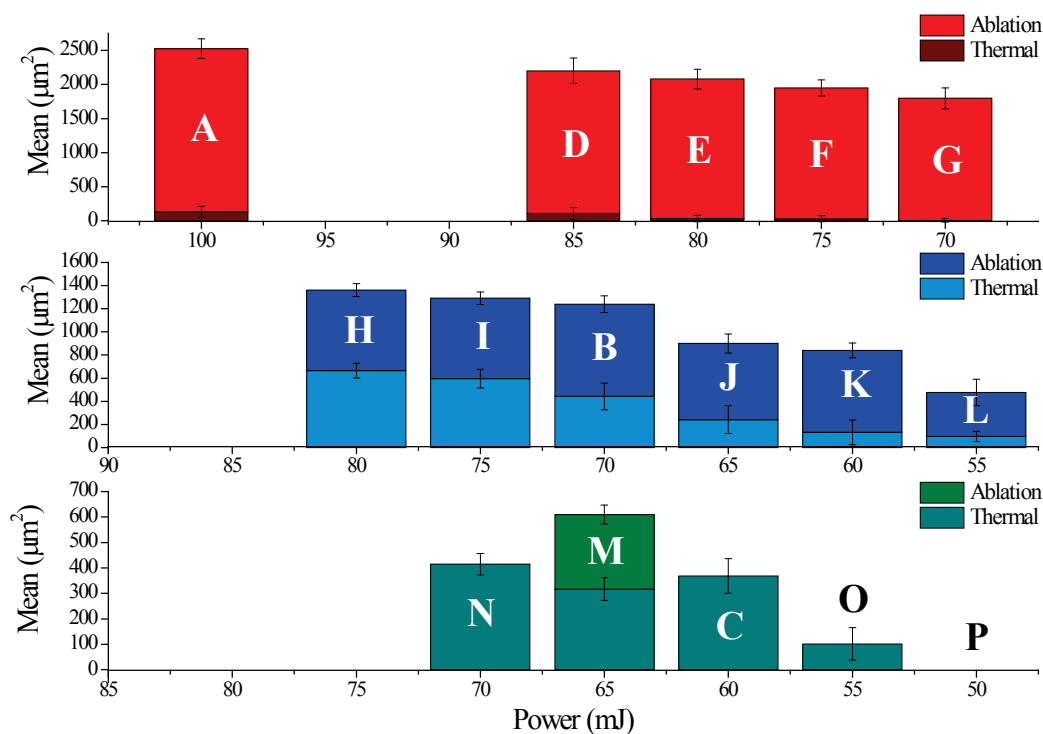 Ablation
Thermal
Mean (μm²)
2500
2000
1500
1000
500
0
A
D
E
F
G
100
95
90
85
80
75
70
Ablation
Thermal
Mean (μm²)
1600
1400
1200
1000
800
600
400
200
0
H
I
B
J
K
L
90
85
80
75
70
65
60
55
Ablation
Thermal
Mean (μm²)
700
600
500
400
300
200
100
0
N
M
C
O
P
85
80
75
70
65
60
55
50
Power (mJ)